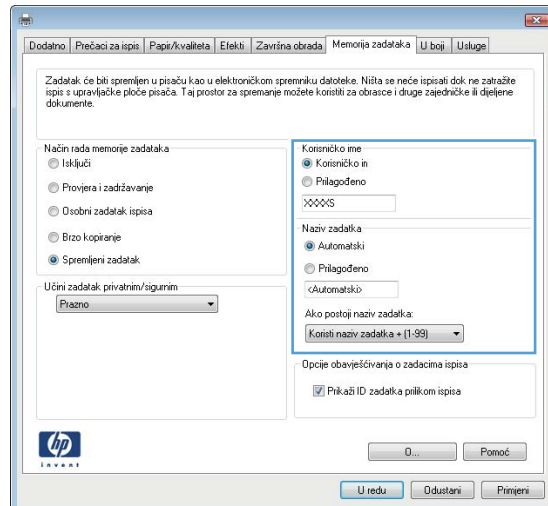 Dodatno Prečaci za ispis Papir/kvaliteta Efekti Završna obrada Memorija zadataka U boji Usluge
Zadatak će biti spremljen u pisaču kao u elektroničkom spremniku datoteke. Ništa se neće ispisati dok ne zatražite
ispis s upravljačke ploče pisača. Taj prostor za spremanje možete koristiti za obrasce i druge zajedničke ili dijeljene
dokumente.
Način rada memorije zadataka
Isključi
Provjera i zadržavanje
Osobni zadatak ispisa
Brzo kopiranje
Spremljeni zadatak
Učini zadatak privatnim/sigurnim
Prazno
Korisničko ime
Korisničko in
Prilagođeno
XXXXS
Naziv zadatka
Automatski
Prilagođeno
<Automatski>
Ako postoji naziv zadatka:
Koristi naziv zadatka + (1-99)
Opcije obavješćivanja o zadacima ispisa
Prikaži ID zadatka prilikom ispisa
hp
invent
O...
Pomoć
U redu
Odustani
Primjeni